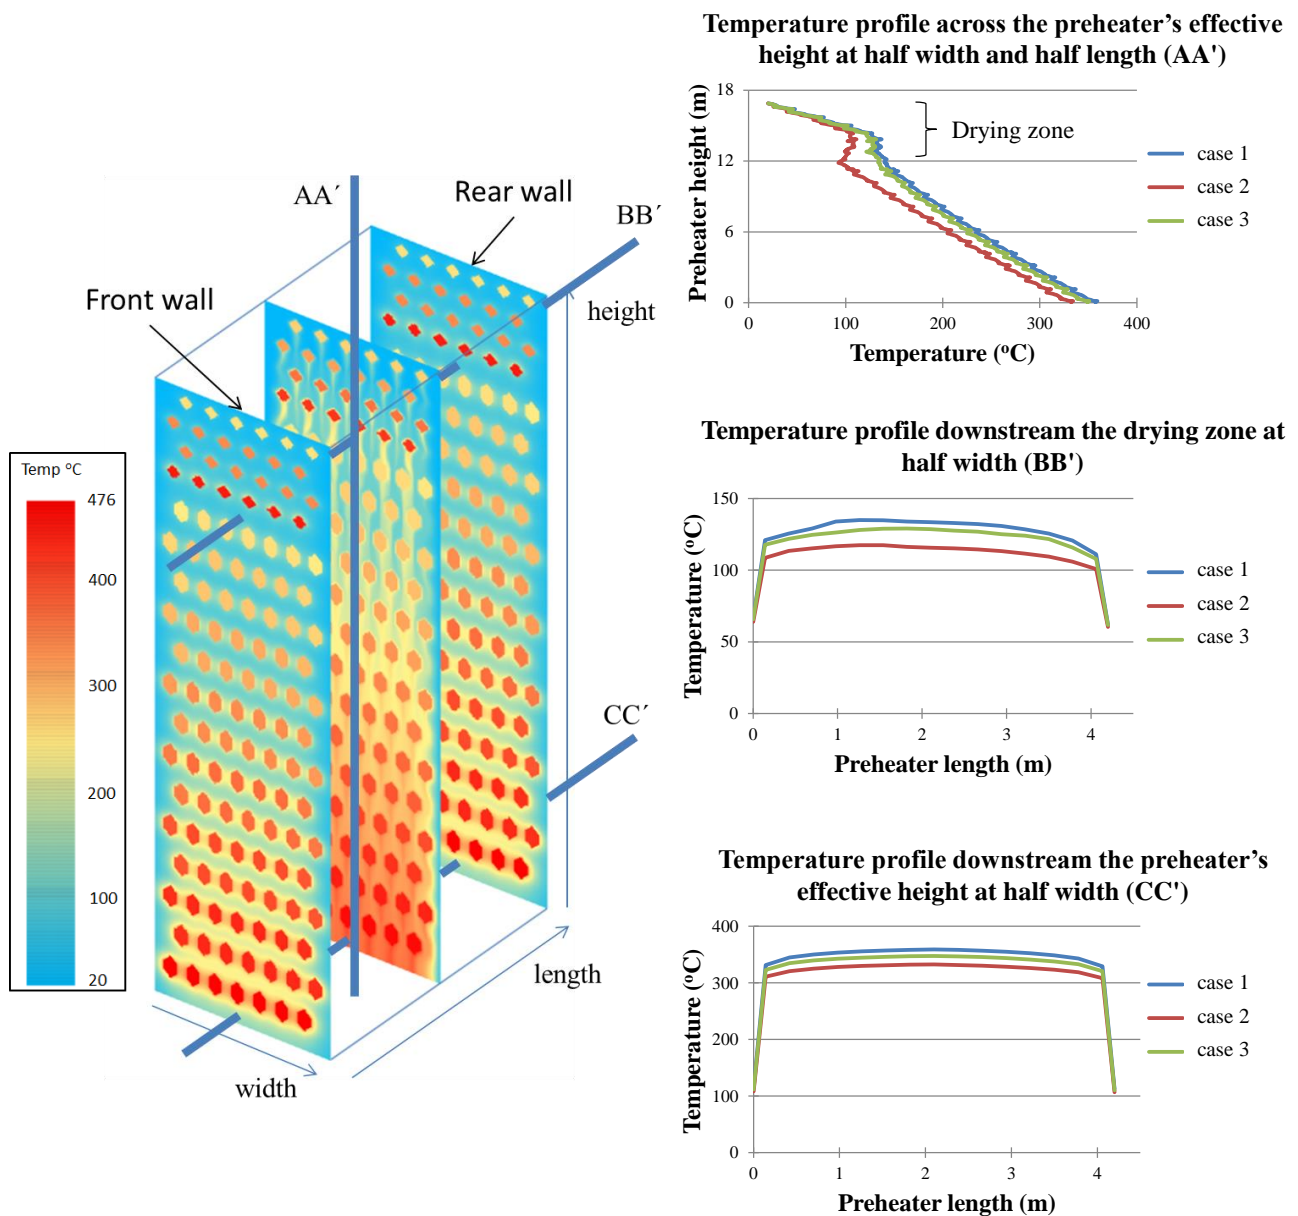 Temperature profile across the preheater's effective
height at half width and half length (AA')
18
12
6
0
Preheater height (m)
Drying zone
case 1
case 2
case 3
0
100
200
300
400
Temperature (ºC)
AA´
Rear wall
BB´
Front wall
height
CC´
length
width
Temp ºC
476
400
300
200
100
20
Temperature profile downstream the drying zone at
half width (BB')
150
100
50
0
Temperature (ºC)
case 1
case 2
case 3
0
1
2
3
4
Preheater length (m)
Temperature profile downstream the preheater's
effective height at half width (CC')
400
300
200
100
0
Temperature (ºC)
case 1
case 2
case 3
0
1
2
3
4
Preheater length (m)